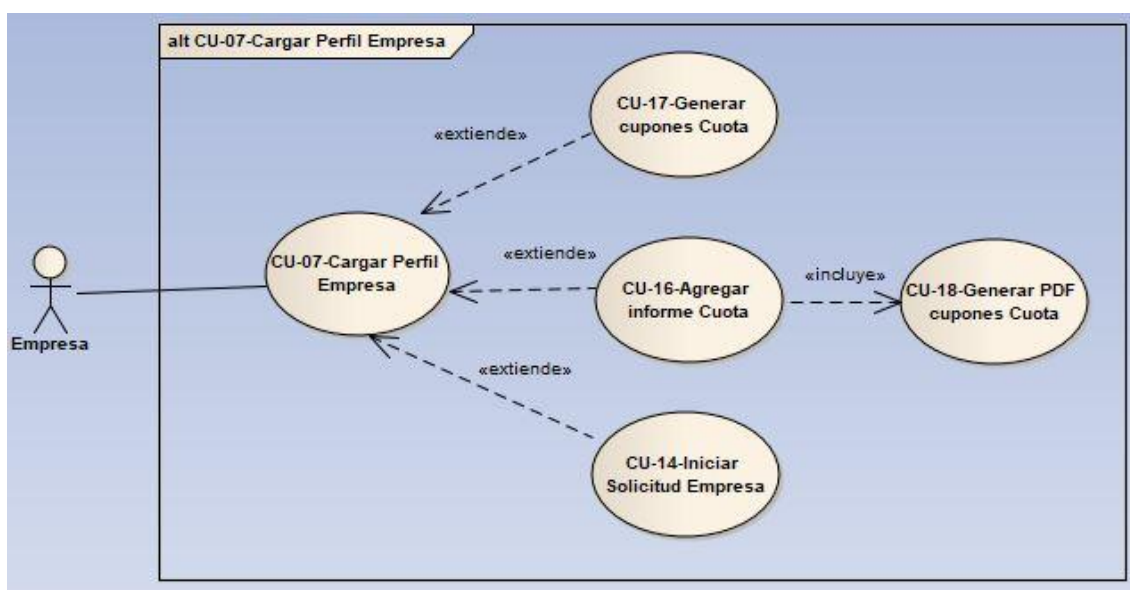 alt CU-07-Cargar Perfil Empresa
CU-17-Generar
cupones Cuota
«extiende»
CU-07-Cargar Perfil
Empresa
«extiende»
CU-16-Agregar
informe Cuota
«incluye»
CU-18-Generar PDF
cupones Cuota
Empresa
«extiende»
CU-14-Iniciar
Solicitud Empresa